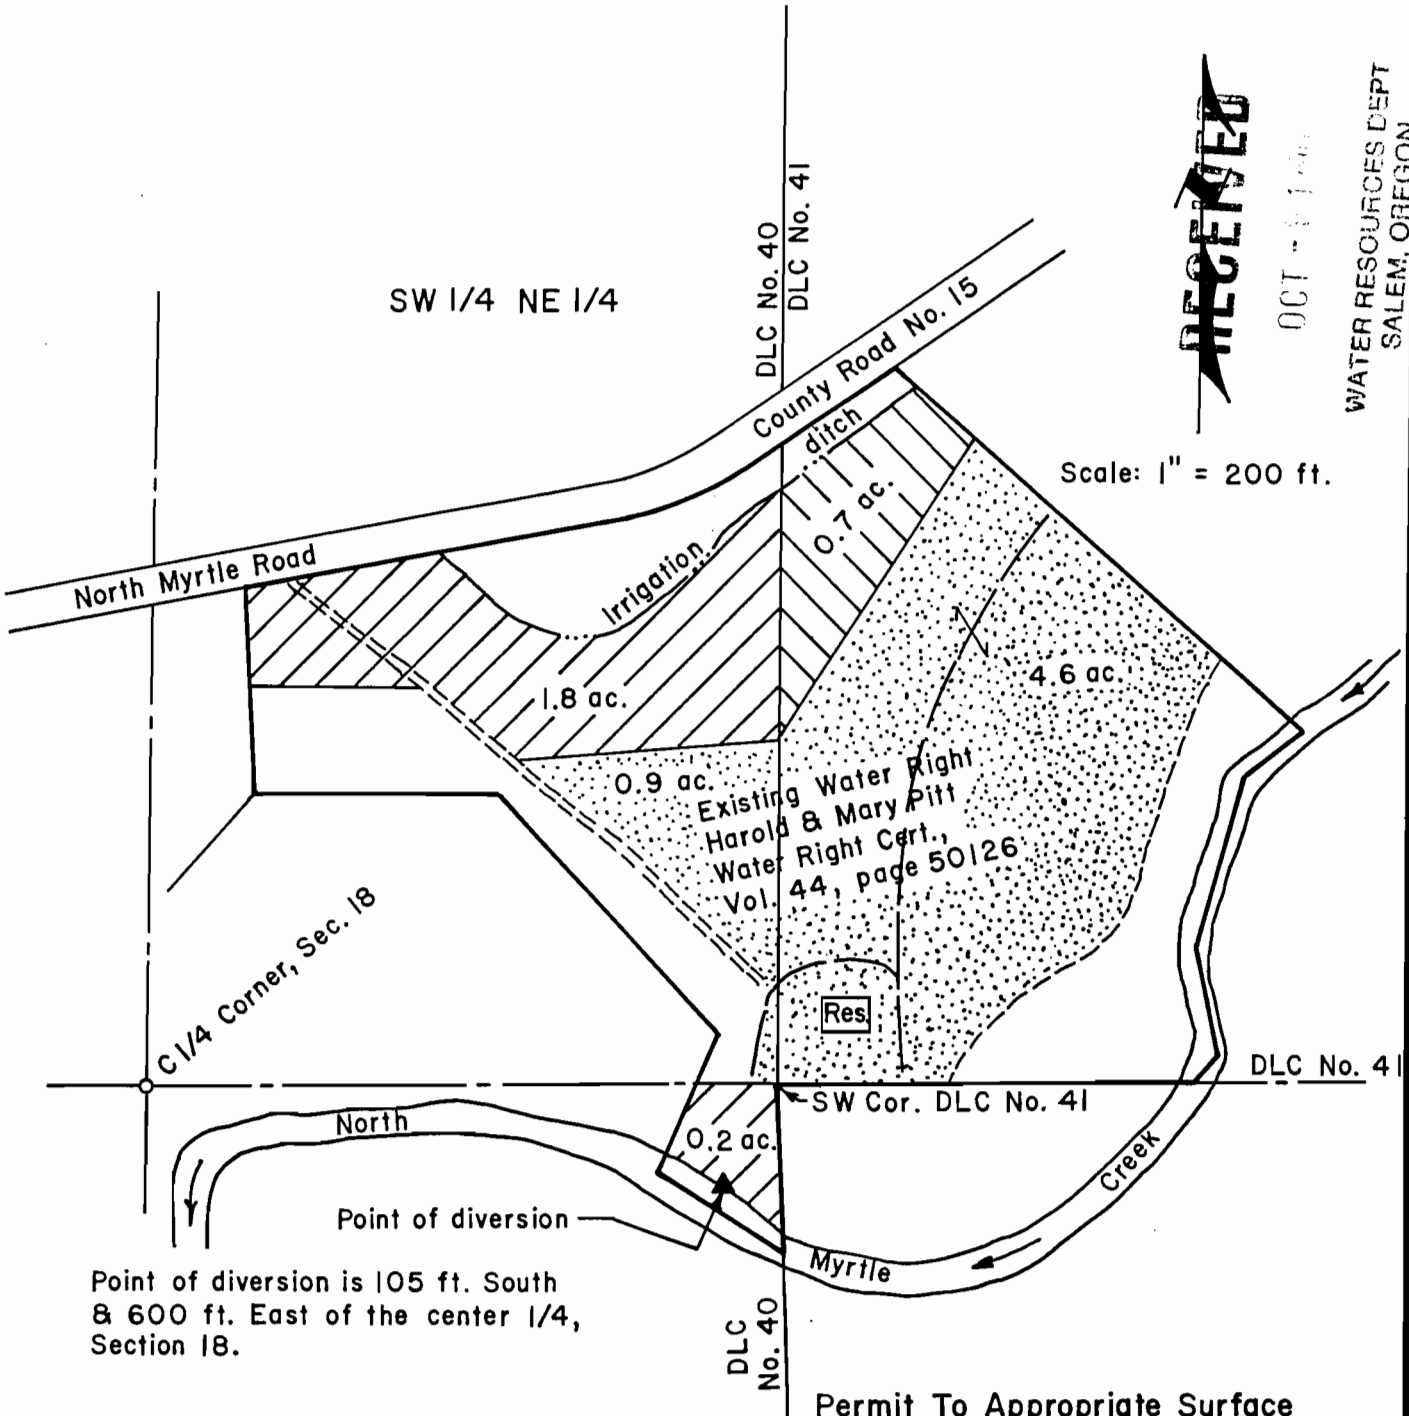 RECEIVED
OCT
WATER RESOURCES DEPT
SALEM, OREGON
DLC No. 40
DLC No. 41
SW 1/4 NE 1/4
County Road No. 15
Scale: 1" = 200 ft.
ditch
0.7 ac.
North Myrtle Road
Irrigation
4.6 ac.
1.8 ac.
0.9 ac.
Existing Water Right
Harold & Mary Pitt
Water Right Cert.,
Vol. 44, page 50126
C 1/4 Corner, Sec. 18
Res.
DLC No. 41
SW Cor. DLC No. 41
North
0.2 ac.
Creek
Point of diversion
Myrtle
Point of diversion is 105 ft. South
& 600 ft. East of the center 1/4,
Section 18.
DLC
No. 40
Permit To Appropriate Surface